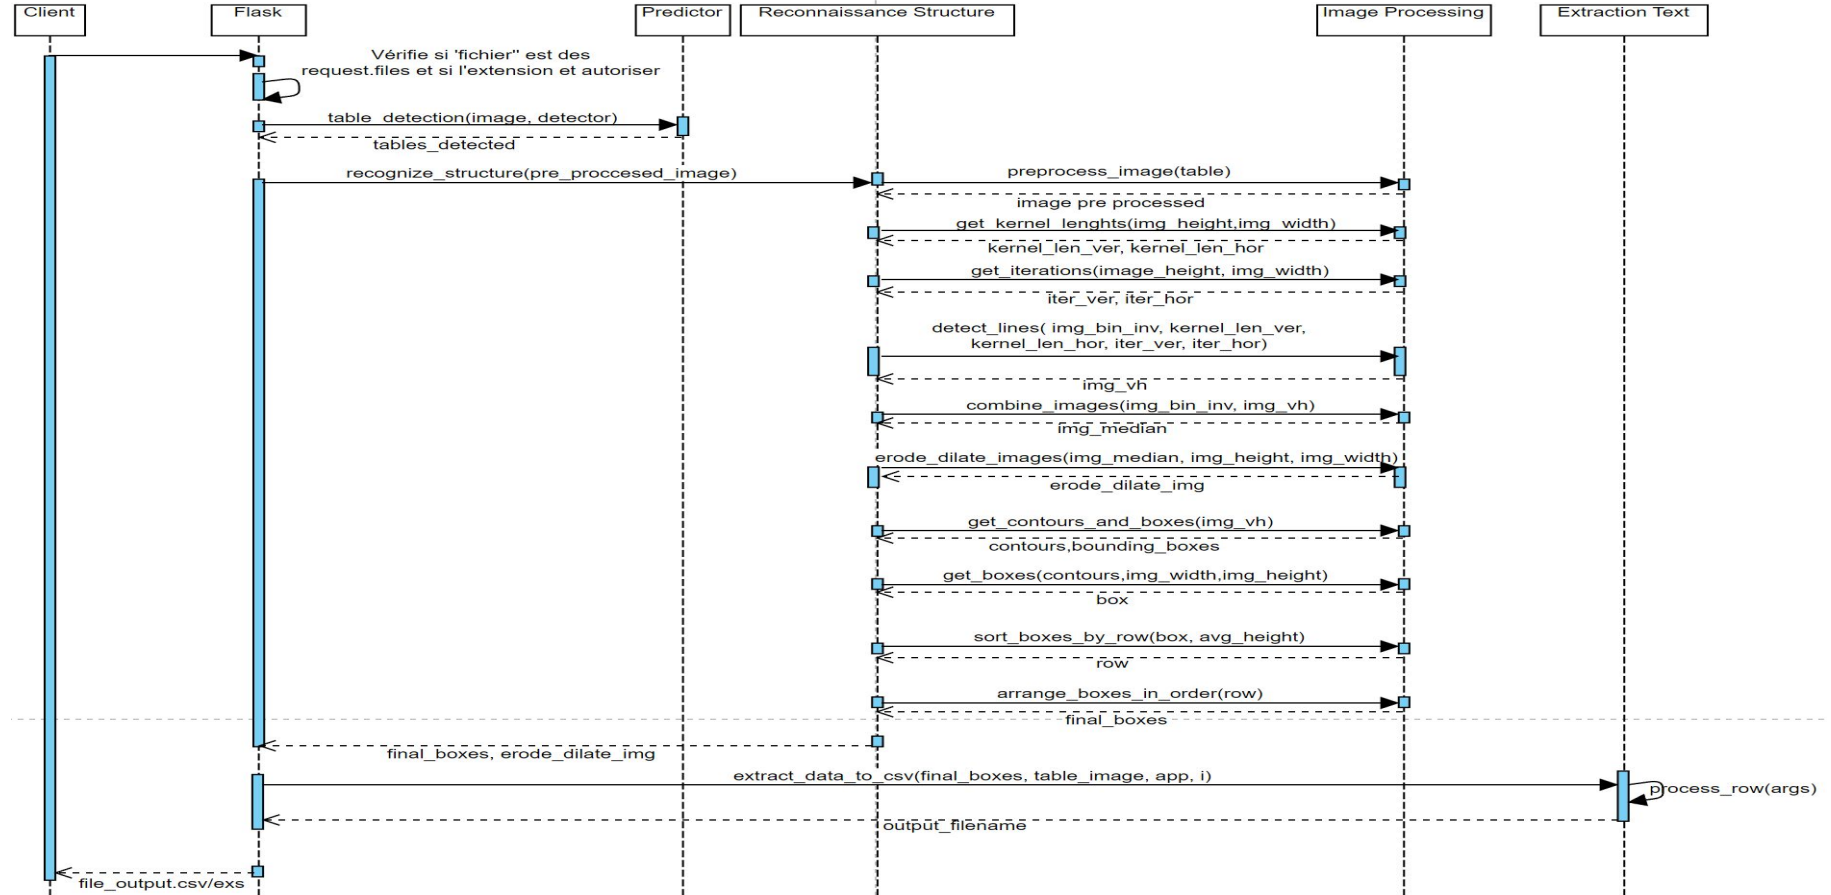 Client
Flask
Predictor
Reconnaissance Structure
Image Processing
Extraction Text
Vérifie si 'fichier" est des
request.files et si l'extension et autoriser
table_detection(image, detector)
tables_detected
recognize_structure(pre_proccesed_image)
preprocess_image(table)
image pre processed
get_kernel_lenghts(img_height,img_width)
kernel_len_ver, kernel_len_hor
get_iterations(image_height, img_width)
iter_ver, iter_hor
detect_lines( img_bin_inv, kernel_len_ver,
kernel_len_hor, iter_ver, iter_hor)
img_vh
combine_images(img_bin_inv, img_vh)
img_median
erode_dilate_images(img_median, img_height, img_width)
erode_dilate_img
get_contours_and_boxes(img_vh)
contours,bounding_boxes
get_boxes(contours,img_width,img_height)
box
sort_boxes_by_row(box, avg_height)
row
arrange_boxes_in_order(row)
final_boxes
final_boxes, erode_dilate_img
extract_data_to_csv(final_boxes, table_image, app, i)
process_row(args)
output_filename
file_output.csv/exs